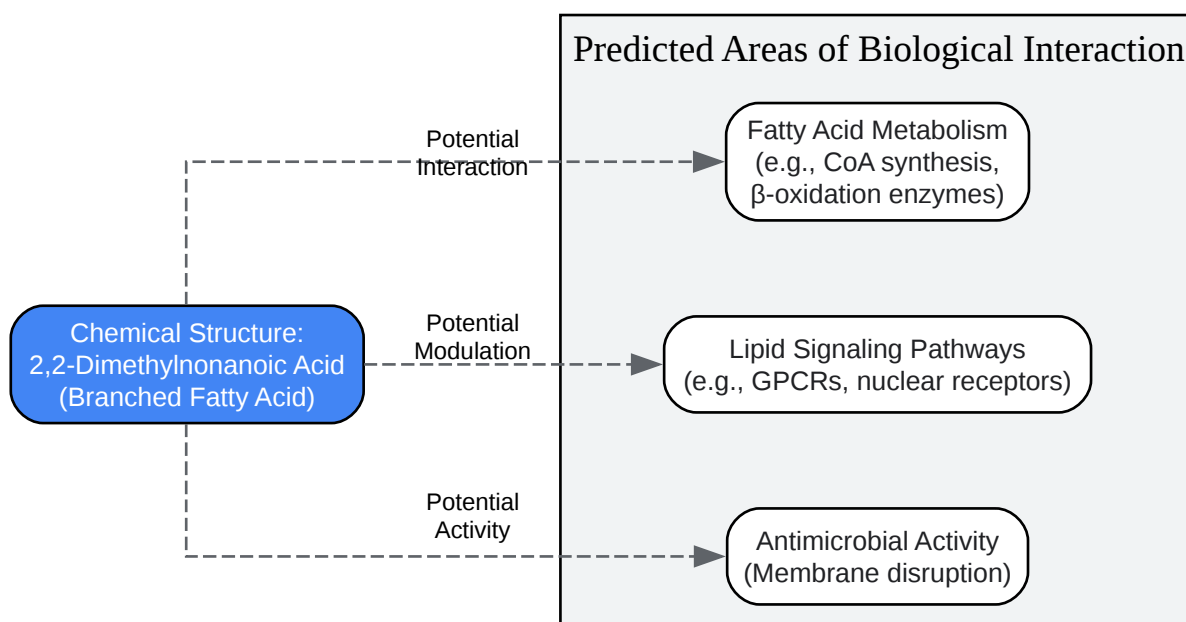 Predicted Areas of Biological Interaction
Potential
Interaction
Fatty Acid Metabolism
(e.g., CoA synthesis,
β-oxidation enzymes)
Chemical Structure:
2,2-Dimethylnonanoic Acid
(Branched Fatty Acid)
Potential
Modulation
Lipid Signaling Pathways
(e.g., GPCRs, nuclear receptors)
Potential
Activity
Antimicrobial Activity
(Membrane disruption)